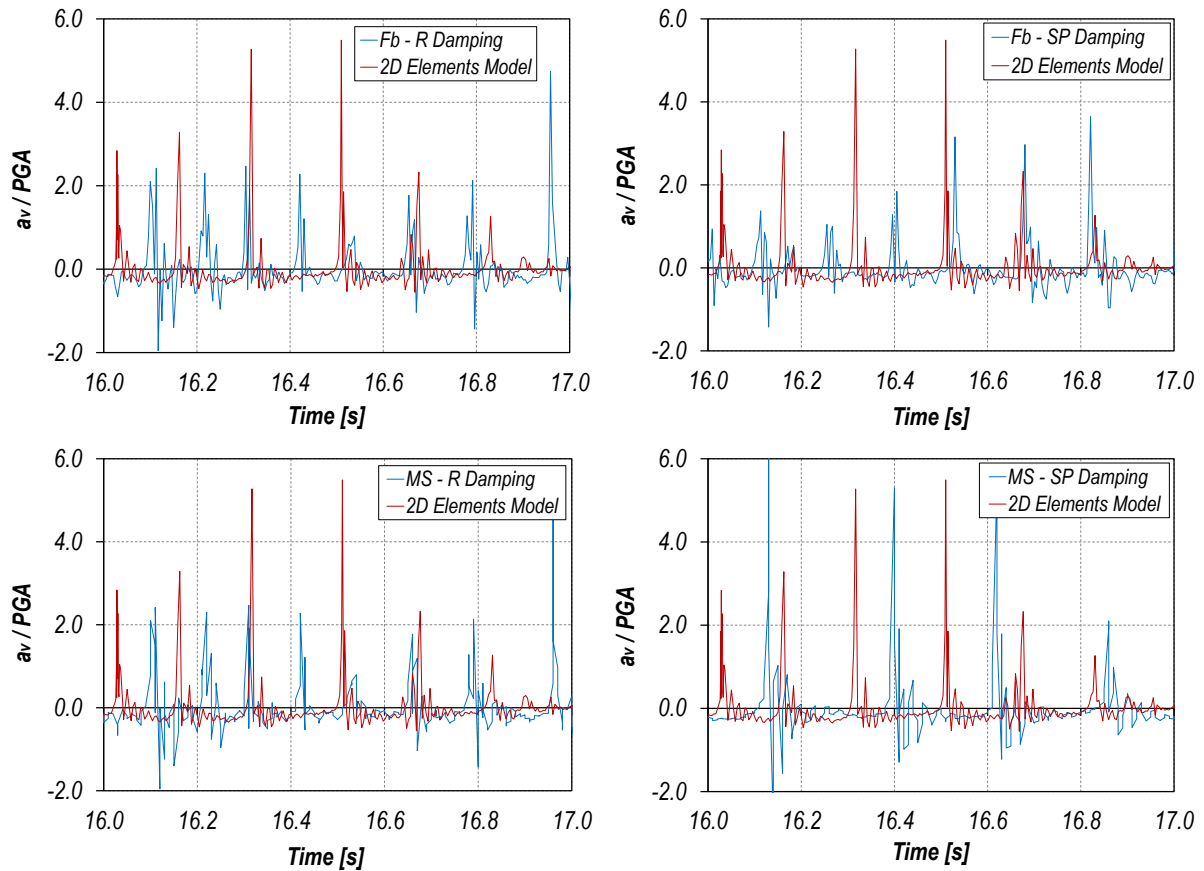 6.0
4.0
2.0
0.0
-2.0
av / PGA
Fb - R Damping
2D Elements Model
16.0 16.2 16.4 16.6 16.8 17.0
Time [s]
6.0
4.0
2.0
0.0
-2.0
av / PGA
Fb - SP Damping
2D Elements Model
16.0 16.2 16.4 16.6 16.8 17.0
Time [s]
6.0
4.0
2.0
0.0
-2.0
av / PGA
MS - R Damping
2D Elements Model
16.0 16.2 16.4 16.6 16.8 17.0
Time [s]
6.0
4.0
2.0
0.0
-2.0
av / PGA
MS - SP Damping
2D Elements Model
16.0 16.2 16.4 16.6 16.8 17.0
Time [s]